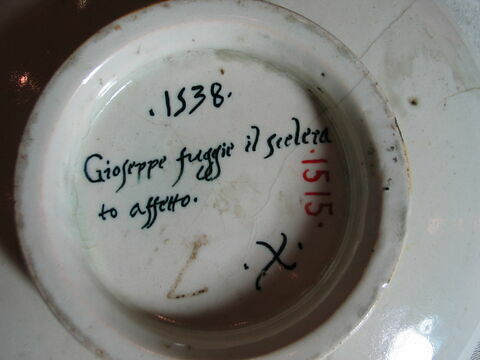 .1538.
Gioseppe fuggie il scelera
to affetto.
.1515.
.X.